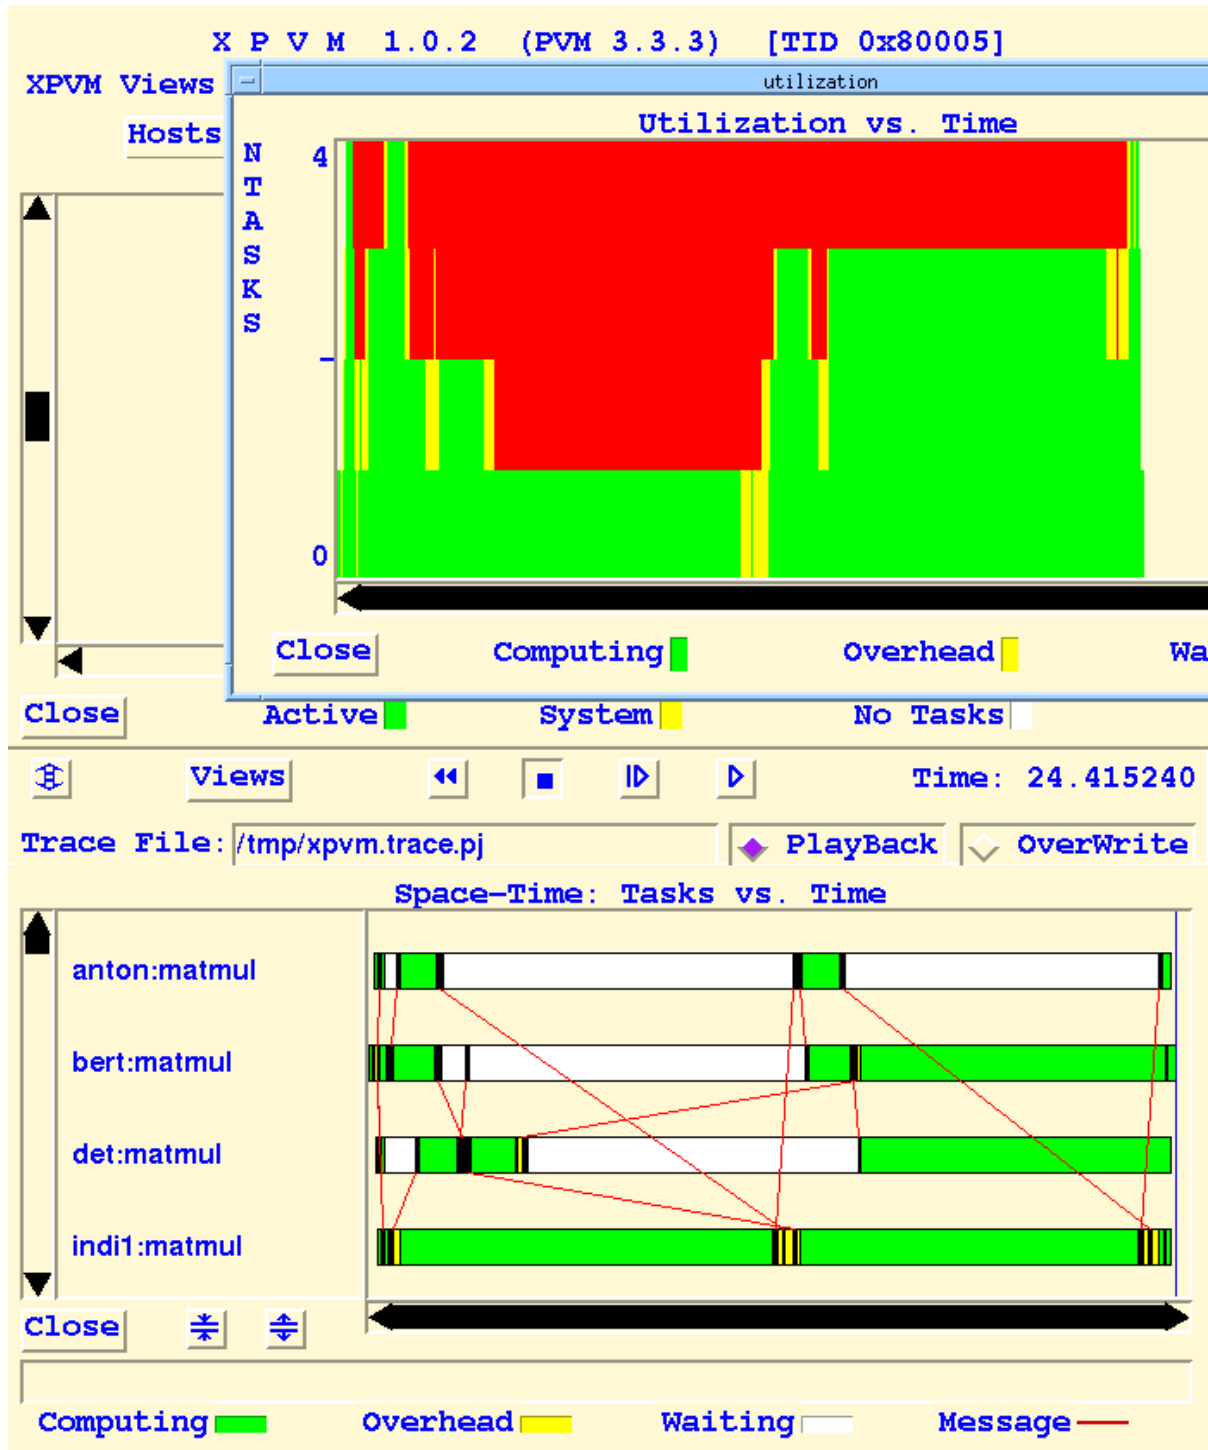 X P V M 1.0.2 (PVM 3.3.3) [TID 0x80005]
XPVM Views
utilization
Hosts
Utilization vs. Time
N
T
A
S
K
S
4
0
Close Computing Overhead Wa
Close Active System No Tasks
Views Time: 24.415240
Trace File: /tmp/xpvm.trace.pj PlayBack OverWrite
Space-Time: Tasks vs. Time
anton:matmul
bert:matmul
det:matmul
indi1:matmul
Close
Computing Overhead Waiting Message